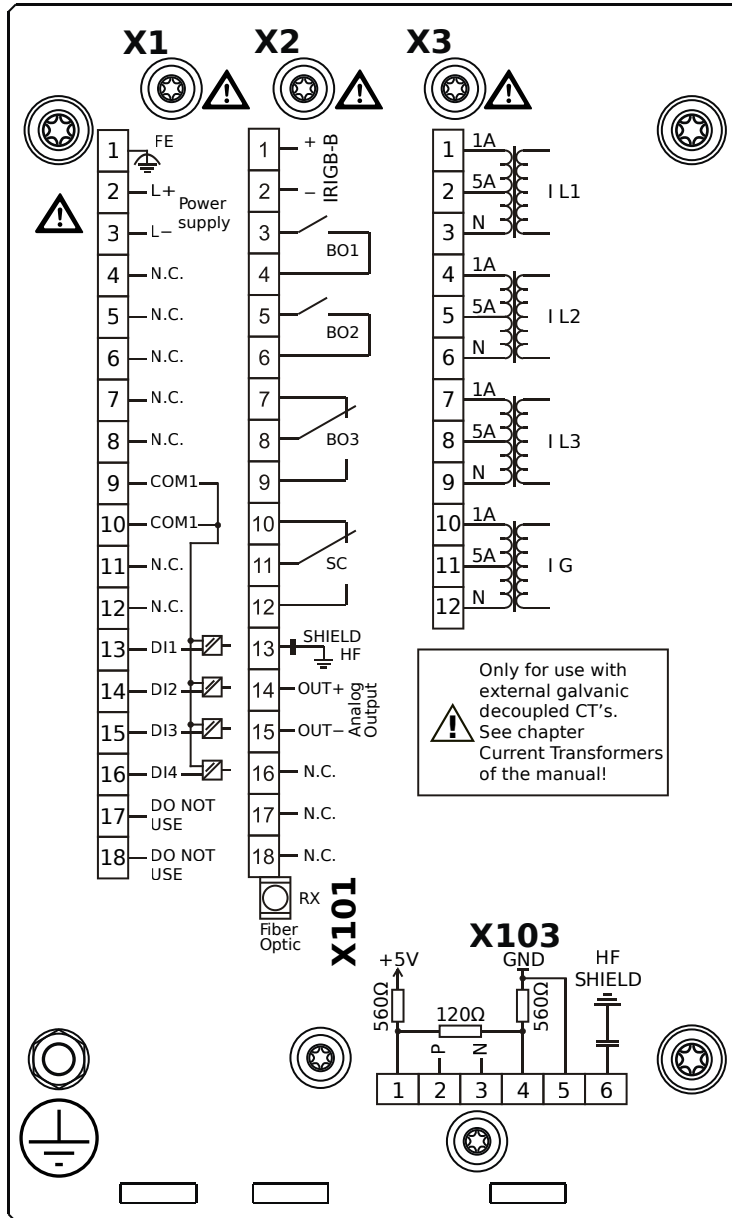 X1 X2 X3
1 FE
2 L+
3 L−
Power
supply
4 N.C.
5 N.C.
6 N.C.
7 N.C.
8 N.C.
9 COM1
10 COM1
11 N.C.
12 N.C.
13 DI1
14 DI2
15 DI3
16 DI4
17 DO NOT
USE
18 DO NOT
USE
1 +
2 −
IRIGB-B
3
4
BO1
5
6
BO2
7
8
9
BO3
10
11
12
SC
13 SHIELD
HF
14 OUT+
15 OUT−
Analog
Output
16 N.C.
17 N.C.
18 N.C.
RX
Fiber
Optic
X101
1 1A
2 5A
3 N
I L1
4 1A
5 5A
6 N
I L2
7 1A
8 5A
9 N
I L3
10 1A
11 5A
12 N
I G
Only for use with
external galvanic
decoupled CT's.
See chapter
Current Transformers
of the manual!
X103
+5V GND HF
SHIELD
560Ω 120Ω 560Ω
P N
1 2 3 4 5 6